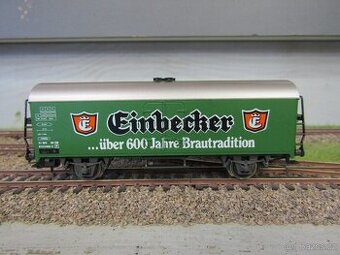 E Einbecker E
...über 600 Jahre Brautradition